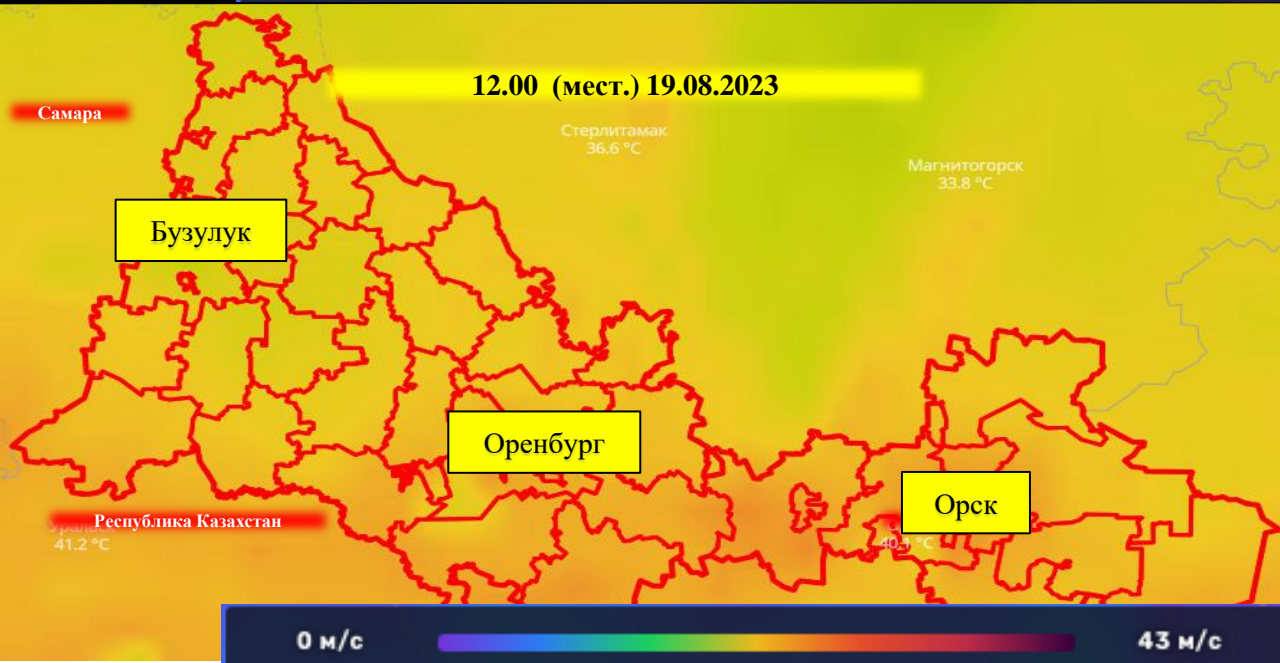 12.00 (мест.) 19.08.2023
Самара
Стерлитамак
36.6 °C
Магнитогорск
33.8 °C
Бузулук
Оренбург
Орск
Республика Казахстан
41.2 °C
40.1 °C
0 м/с
43 м/с